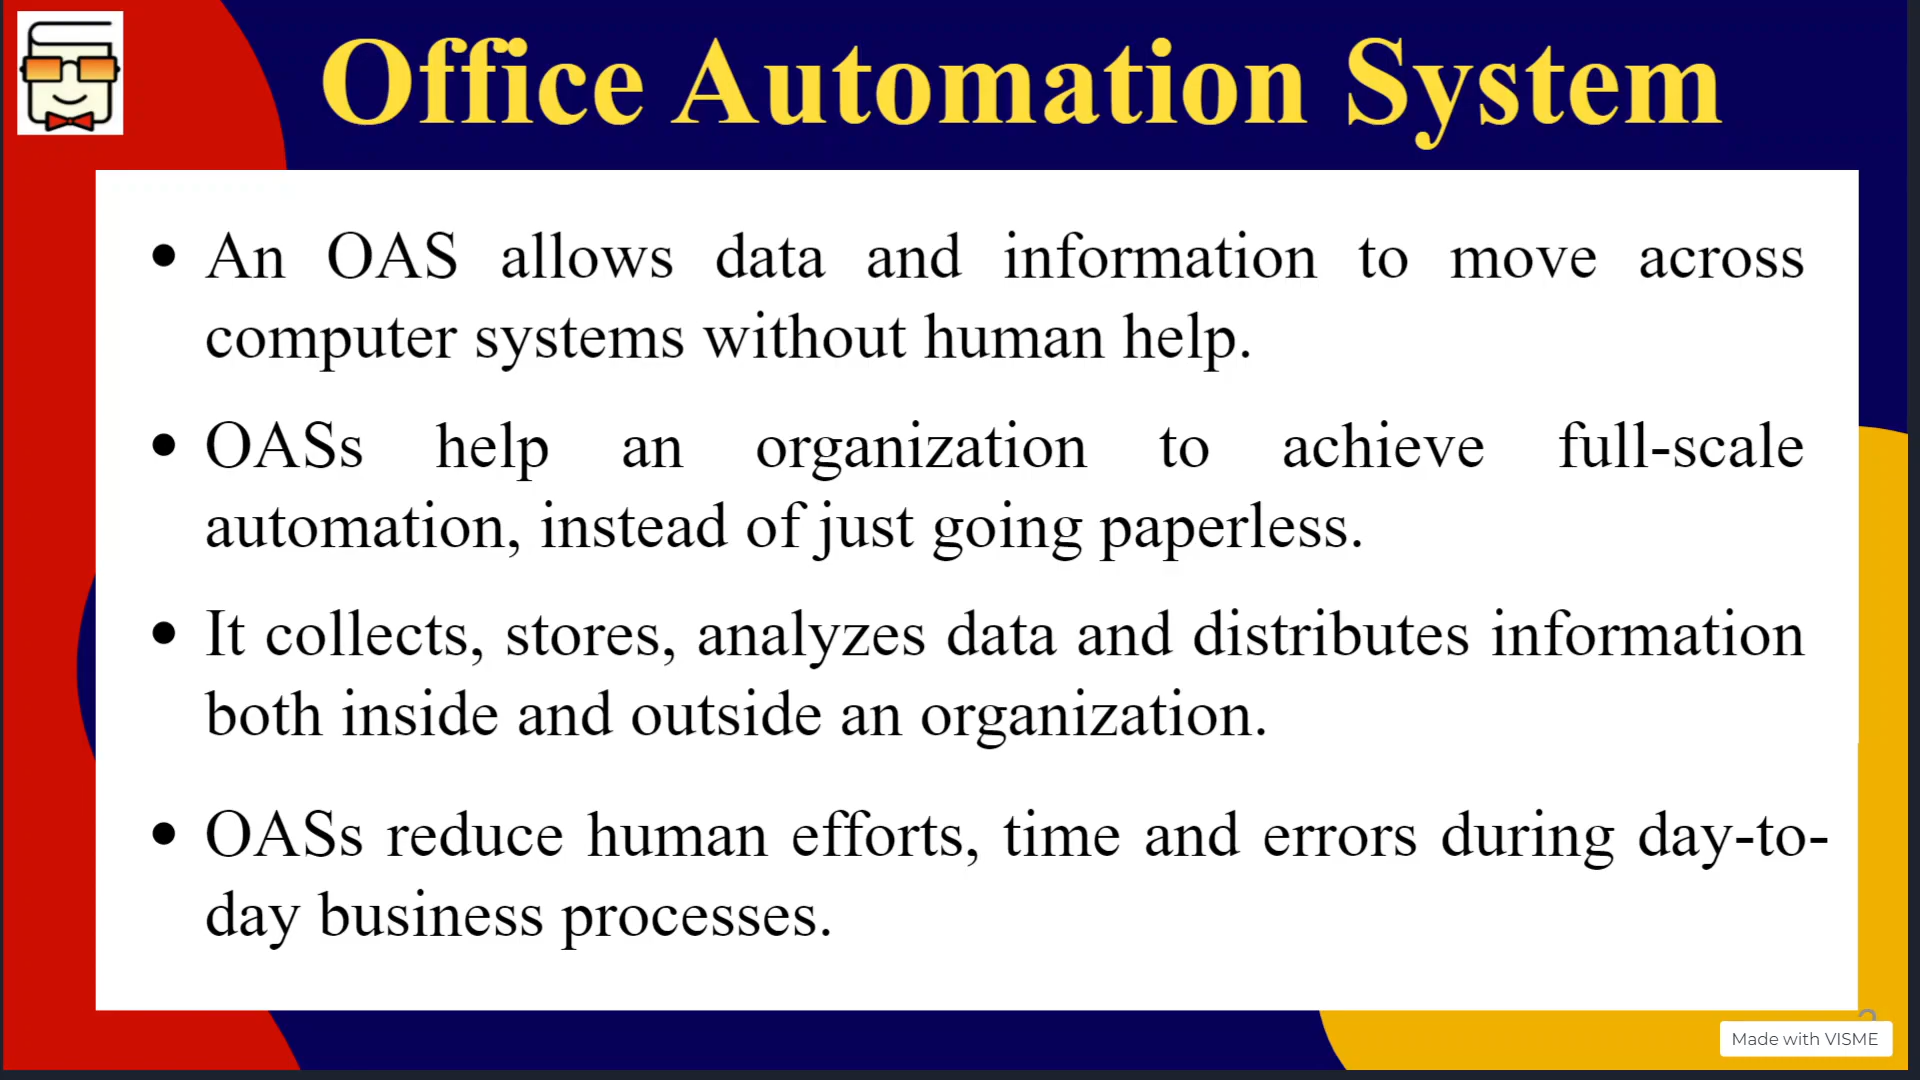 Office Automation System
• An OAS allows data and information to move across
computer systems without human help.
• OASs help an organization to achieve full-scale
automation, instead of just going paperless.
• It collects, stores, analyzes data and distributes information
both inside and outside an organization.
• OASs reduce human efforts, time and errors during day-to-
day business processes.
Made with VISME